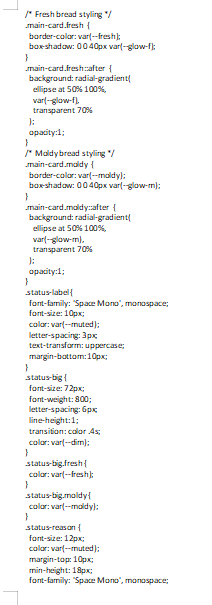 /* Fresh bread styling */
.main-card.fresh {
border-color: var(--fresh);
box-shadow: 0 0 40px var(--glow-f);
}
.main-card.fresh::after {
background: radial-gradient(
ellipse at 50% 100%,
var(--glow-f),
transparent 70%
);
opacity:1;
}
/* Moldy bread styling */
.main-card.moldy {
border-color: var(--moldy);
box-shadow: 0 0 40px var(--glow-m);
}
.main-card.moldy::after {
background: radial-gradient(
ellipse at 50% 100%,
var(--glow-m),
transparent 70%
);
opacity:1;
}
.status-label {
font-family: 'Space Mono', monospace;
font-size: 10px;
color: var(--muted);
letter-spacing: 3px;
text-transform: uppercase;
margin-bottom: 10px;
}
.status-big {
font-size: 72px;
font-weight: 800;
letter-spacing: 6px;
line-height: 1;
transition: color .4s;
color: var(--dim);
}
.status-big.fresh {
color: var(--fresh);
}
.status-big.moldy {
color: var(--moldy);
}
.status-reason {
font-size: 12px;
color: var(--muted);
margin-top: 10px;
min-height: 18px;
font-family: 'Space Mono', monospace;